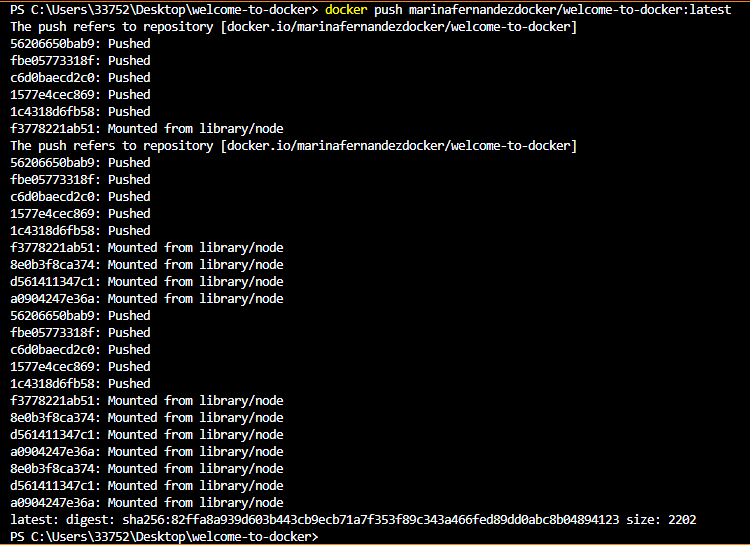 PS C:\Users\33752\Desktop\welcome-to-docker> docker push marinafernandezdocker/welcome-to-docker:latest
The push refers to repository [docker.io/marinafernandezdocker/welcome-to-docker]
56206650bab9: Pushed
fbe05773318f: Pushed
c6d0baecd2c0: Pushed
1577e4cec869: Pushed
1c4318d6fb58: Pushed
f3778221ab51: Mounted from library/node
The push refers to repository [docker.io/marinafernandezdocker/welcome-to-docker]
56206650bab9: Pushed
fbe05773318f: Pushed
c6d0baecd2c0: Pushed
1577e4cec869: Pushed
1c4318d6fb58: Pushed
f3778221ab51: Mounted from library/node
8e0b3f8ca374: Mounted from library/node
d561411347c1: Mounted from library/node
a0904247e36a: Mounted from library/node
56206650bab9: Pushed
fbe05773318f: Pushed
c6d0baecd2c0: Pushed
1577e4cec869: Pushed
1c4318d6fb58: Pushed
f3778221ab51: Mounted from library/node
8e0b3f8ca374: Mounted from library/node
d561411347c1: Mounted from library/node
a0904247e36a: Mounted from library/node
8e0b3f8ca374: Mounted from library/node
d561411347c1: Mounted from library/node
a0904247e36a: Mounted from library/node
latest: digest: sha256:82ffa8a939d603b443cb9ecb71a7f353f89c343a466fed89dd0abc8b04894123 size: 2202
PS C:\Users\33752\Desktop\welcome-to-docker>